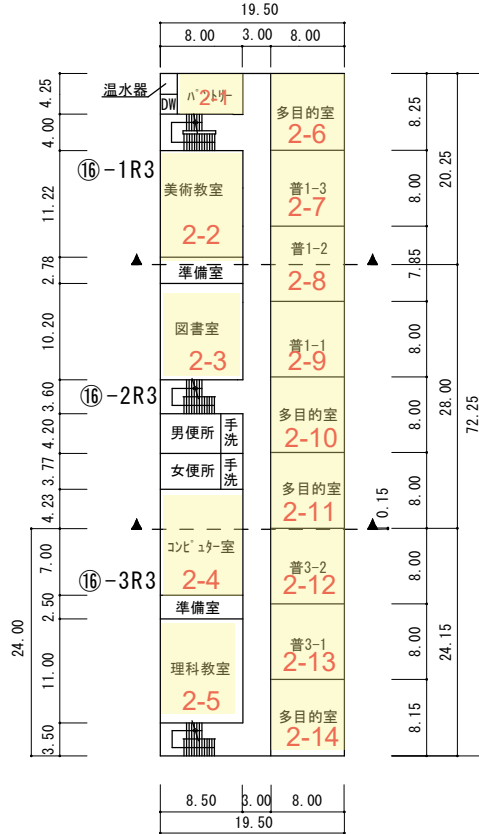 19.50
8.00
3.00
8.00
温水器
DW
パントリー
2-1
多目的室
2-6
4.25
4.00
11.22
2.78
10.20
3.60
4.20
3.77
4.23
7.00
2.50
11.00
3.50
24.00
⑯-1R3
美術教室
2-2
普1-3
2-7
普1-2
2-8
準備室
図書室
2-3
普1-1
2-9
⑯-2R3
男便所
手洗
多目的室
2-10
女便所
手洗
多目的室
2-11
コンピュター室
2-4
普3-2
2-12
⑯-3R3
準備室
普3-1
2-13
理科教室
2-5
多目的室
2-14
8.25
8.00
7.85
8.00
8.00
8.00
0.15
8.00
8.00
8.15
20.25
28.00
24.15
72.25
8.50
3.00
8.00
19.50